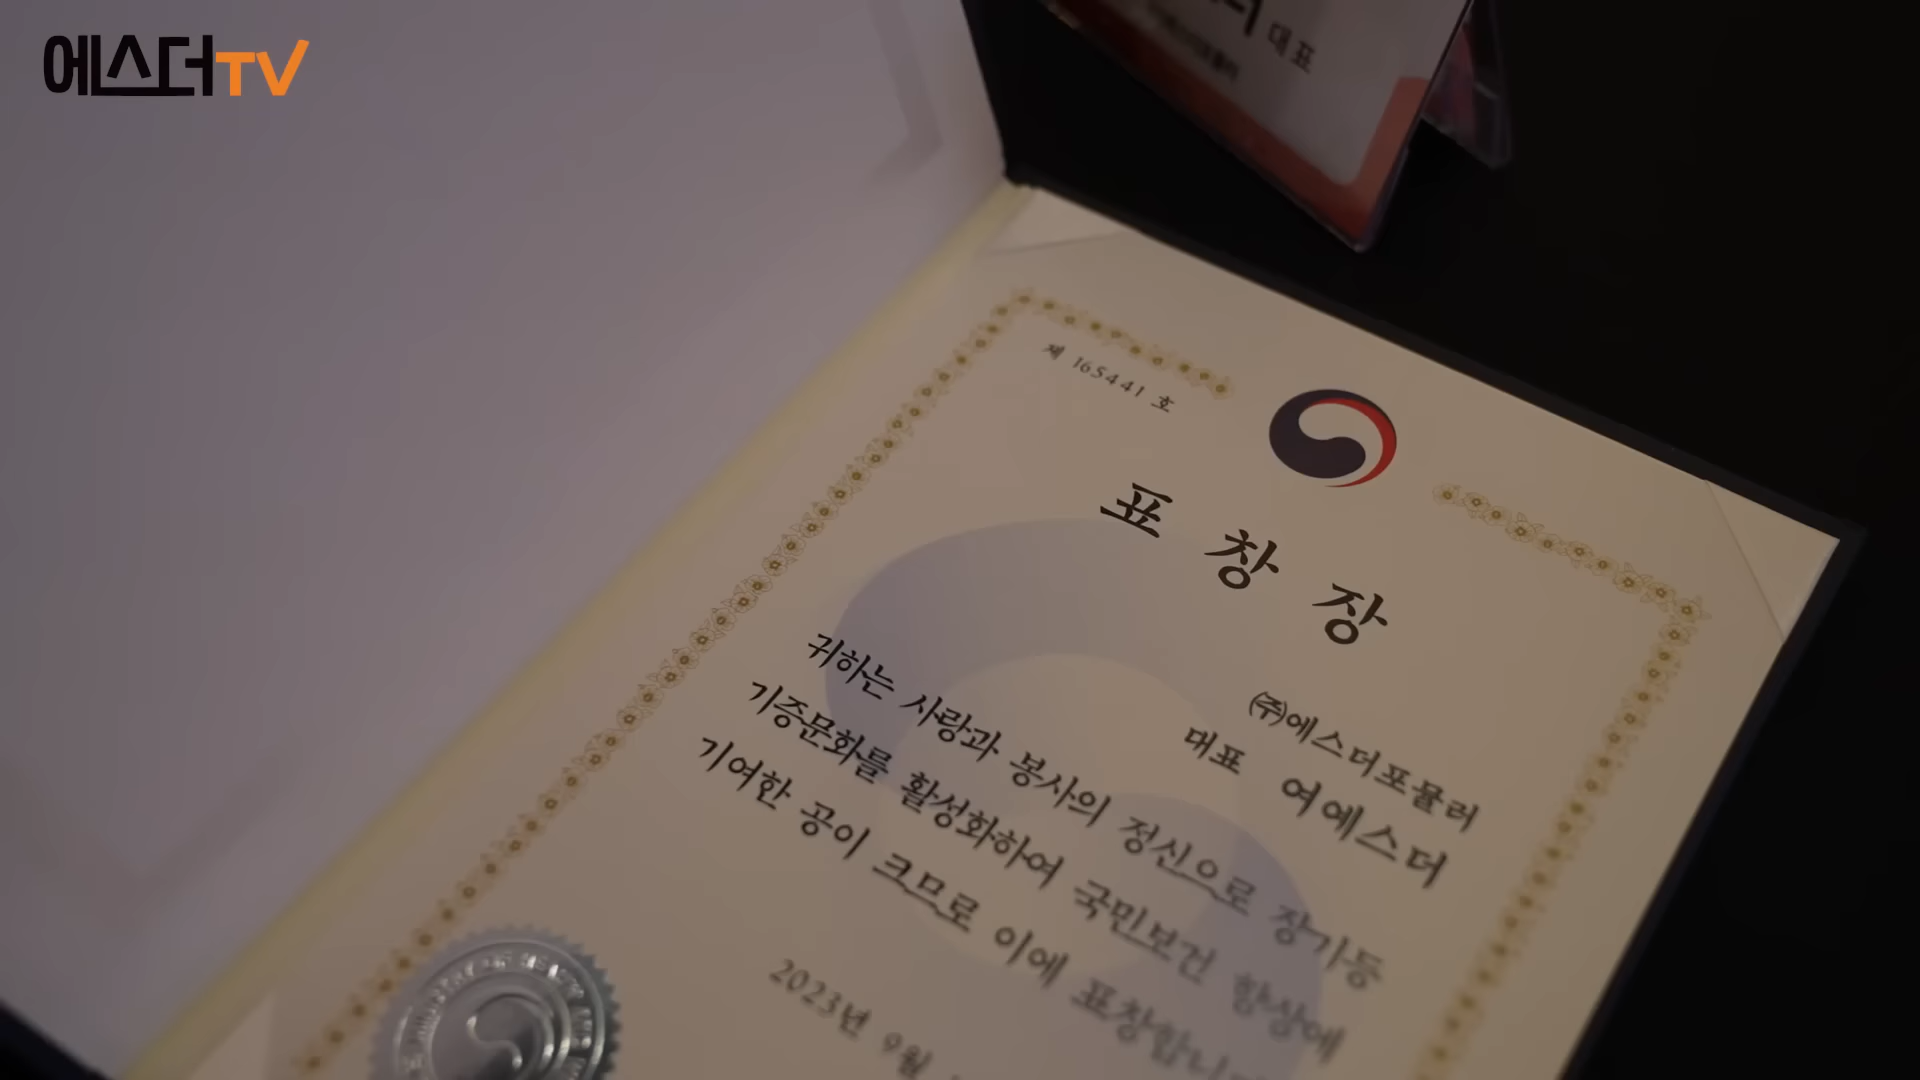 에스더TV
대표
제 165441 호
표 창 장
㈜에스더포뮬러
대표 여예스더
귀하는 사랑과 봉사의 정신으로 장기등
기증문화를 활성화하여 국민보건 향상에
기여한 공이 크므로 이에 표창합니다
2023년 9월